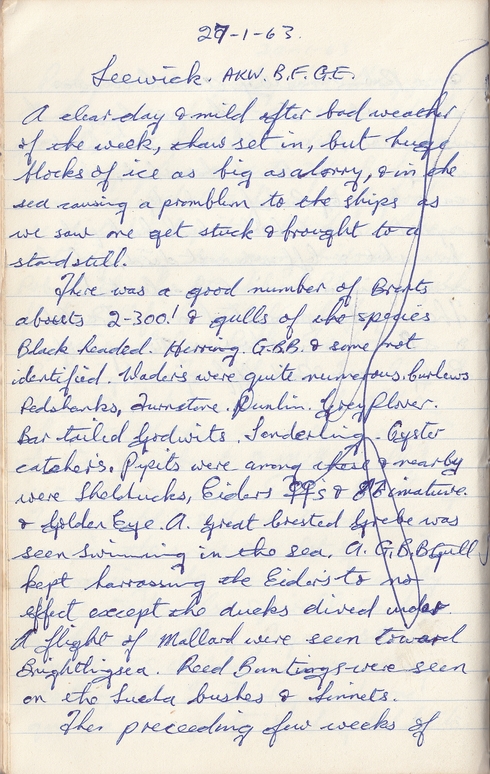 27-1-63.
Leewick. AKW. B.F. G.E.
A clear day & mild after bad weather
of the week, thaw set in, but huge
blocks of ice as big as a lorry, & in the
sea causing a promblem to the ships as
we saw one get stuck & brought to a
standstill.
There was a good number of Brents
abouts 2-300! & gulls of species
Black headed. Herring. G.B.B. & some not
identified. Waders were quite numerous. Curlews
Redshanks, Turnstone. Dunlin. Grey Plover.
Bar tailed Godwits. Sanderling. Oyster
catchers. Pipits were among these & nearby
were Shelducks, Eiders ♀♀'s & imature.
& Golden Eye. A. Great Crested Grebe was
seen swimming in the sea. A. G.B.B Gull
kept harrassing the Eiders to no
effect except the ducks dived under.
A flight of Mallard were seen toward
Brightlingsea. Reed Buntings were seen
on the Sueda bushes & Linnets.
The preceeding few weeks of